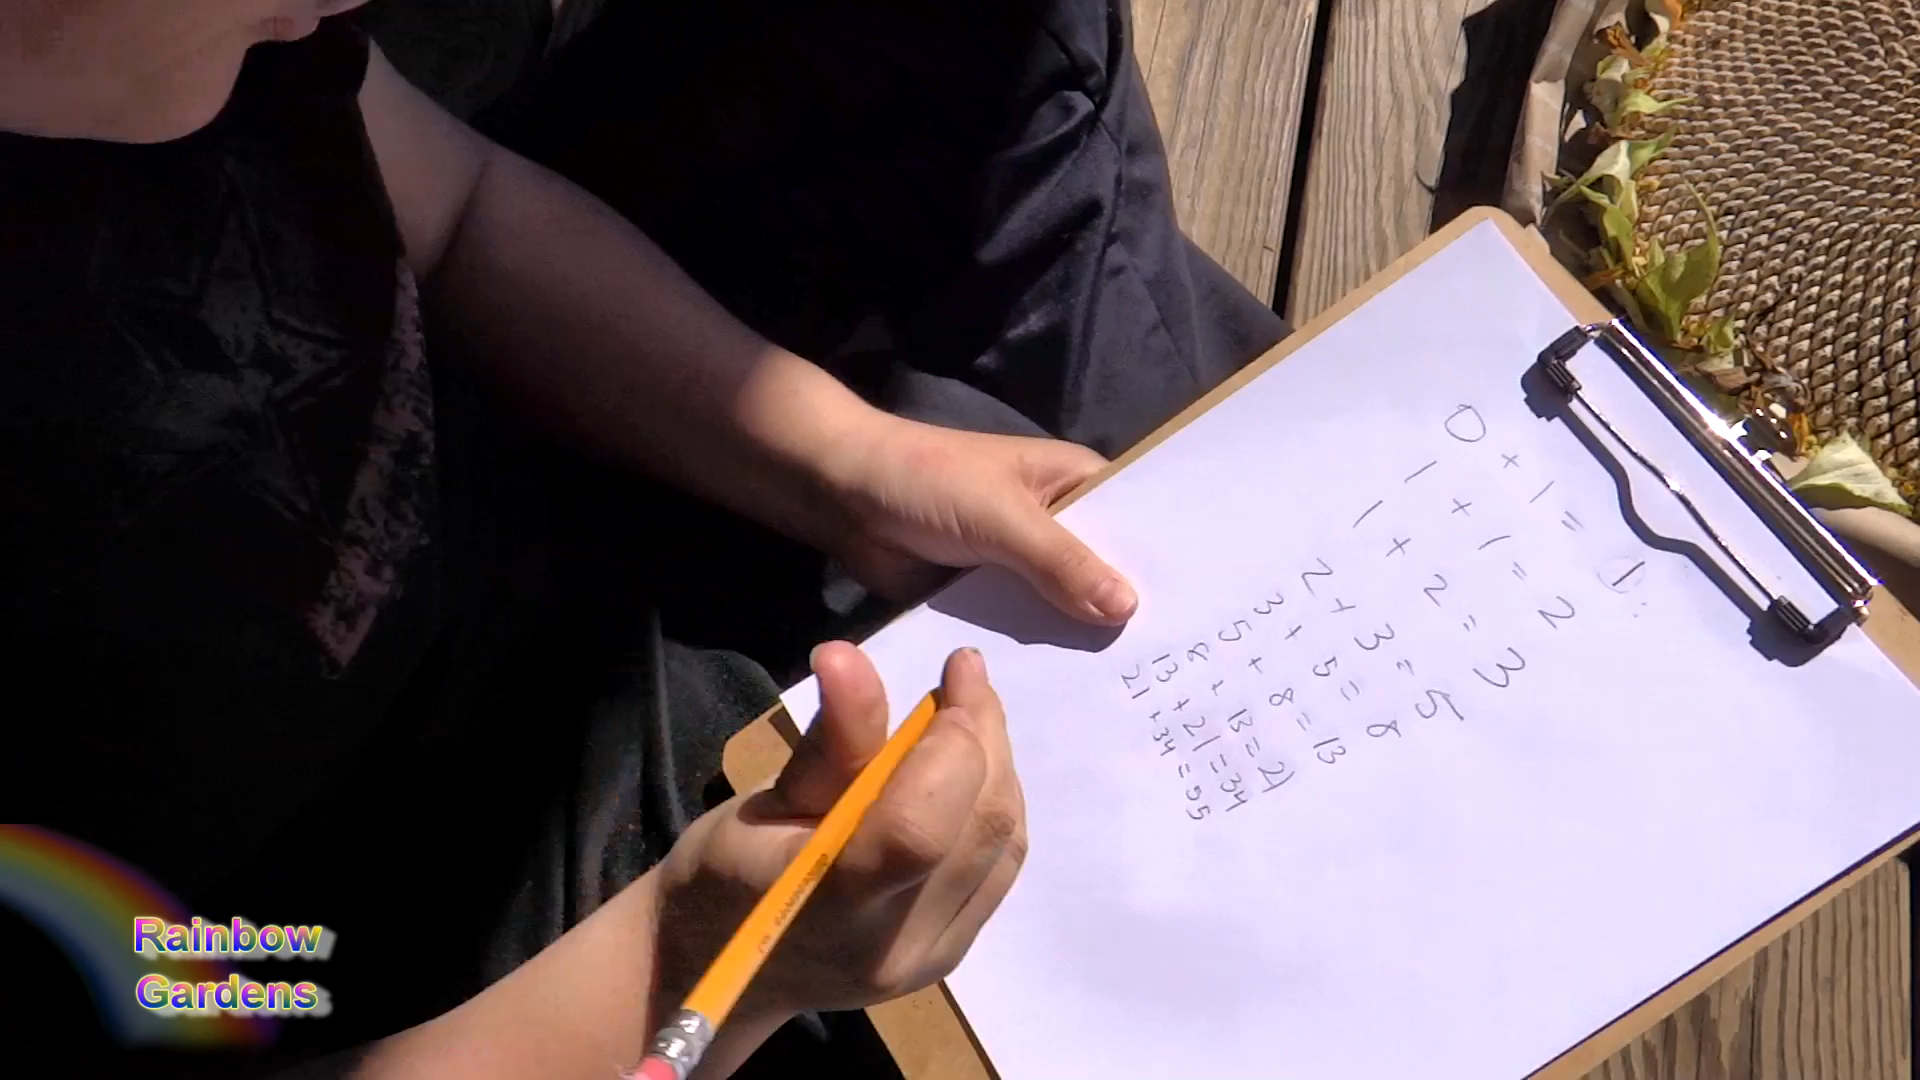 0 + 1 = 1:
1 + 1 = 2
1 + 2 = 3
2 + 3 = 5
3 + 5 = 8
5 + 8 = 13
8 + 13 = 21
13 + 21 = 34
21 + 34 = 55
Rainbow
Gardens